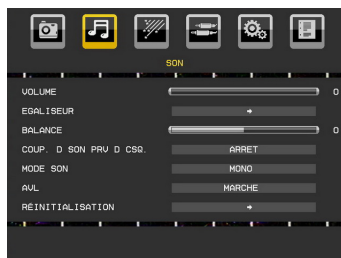 SON
VOLUME 0
EGALISEUR
BALANCE 0
COUP. D SON PRV D CSQ. ARRET
MODE SON MONO
AVL MARCHE
RÉINITIALISATION